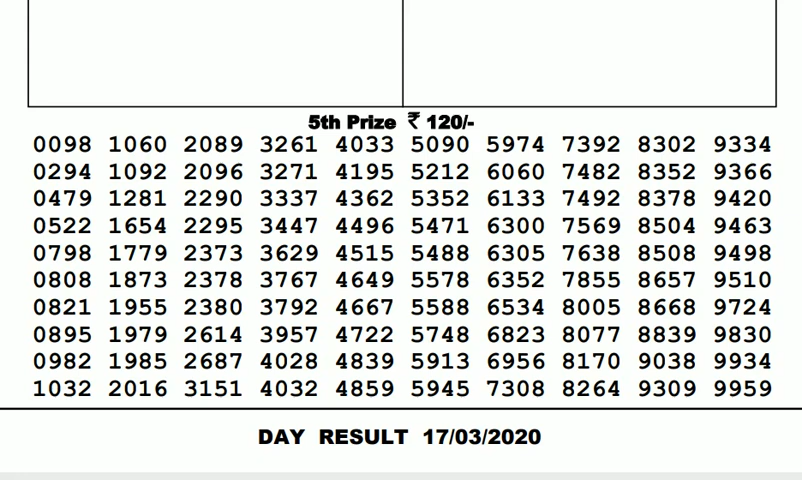 5th Prize ₹ 120/-
0098 1060 2089 3261 4033 5090 5974 7392 8302 9334
0294 1092 2096 3271 4195 5212 6060 7482 8352 9366
0479 1281 2290 3337 4362 5352 6133 7492 8378 9420
0522 1654 2295 3447 4496 5471 6300 7569 8504 9463
0798 1779 2373 3629 4515 5488 6305 7638 8508 9498
0808 1873 2378 3767 4649 5578 6352 7855 8657 9510
0821 1955 2380 3792 4667 5588 6534 8005 8668 9724
0895 1979 2614 3957 4722 5748 6823 8077 8839 9830
0982 1985 2687 4028 4839 5913 6956 8170 9038 9934
1032 2016 3151 4032 4859 5945 7308 8264 9309 9959
DAY RESULT 17/03/2020